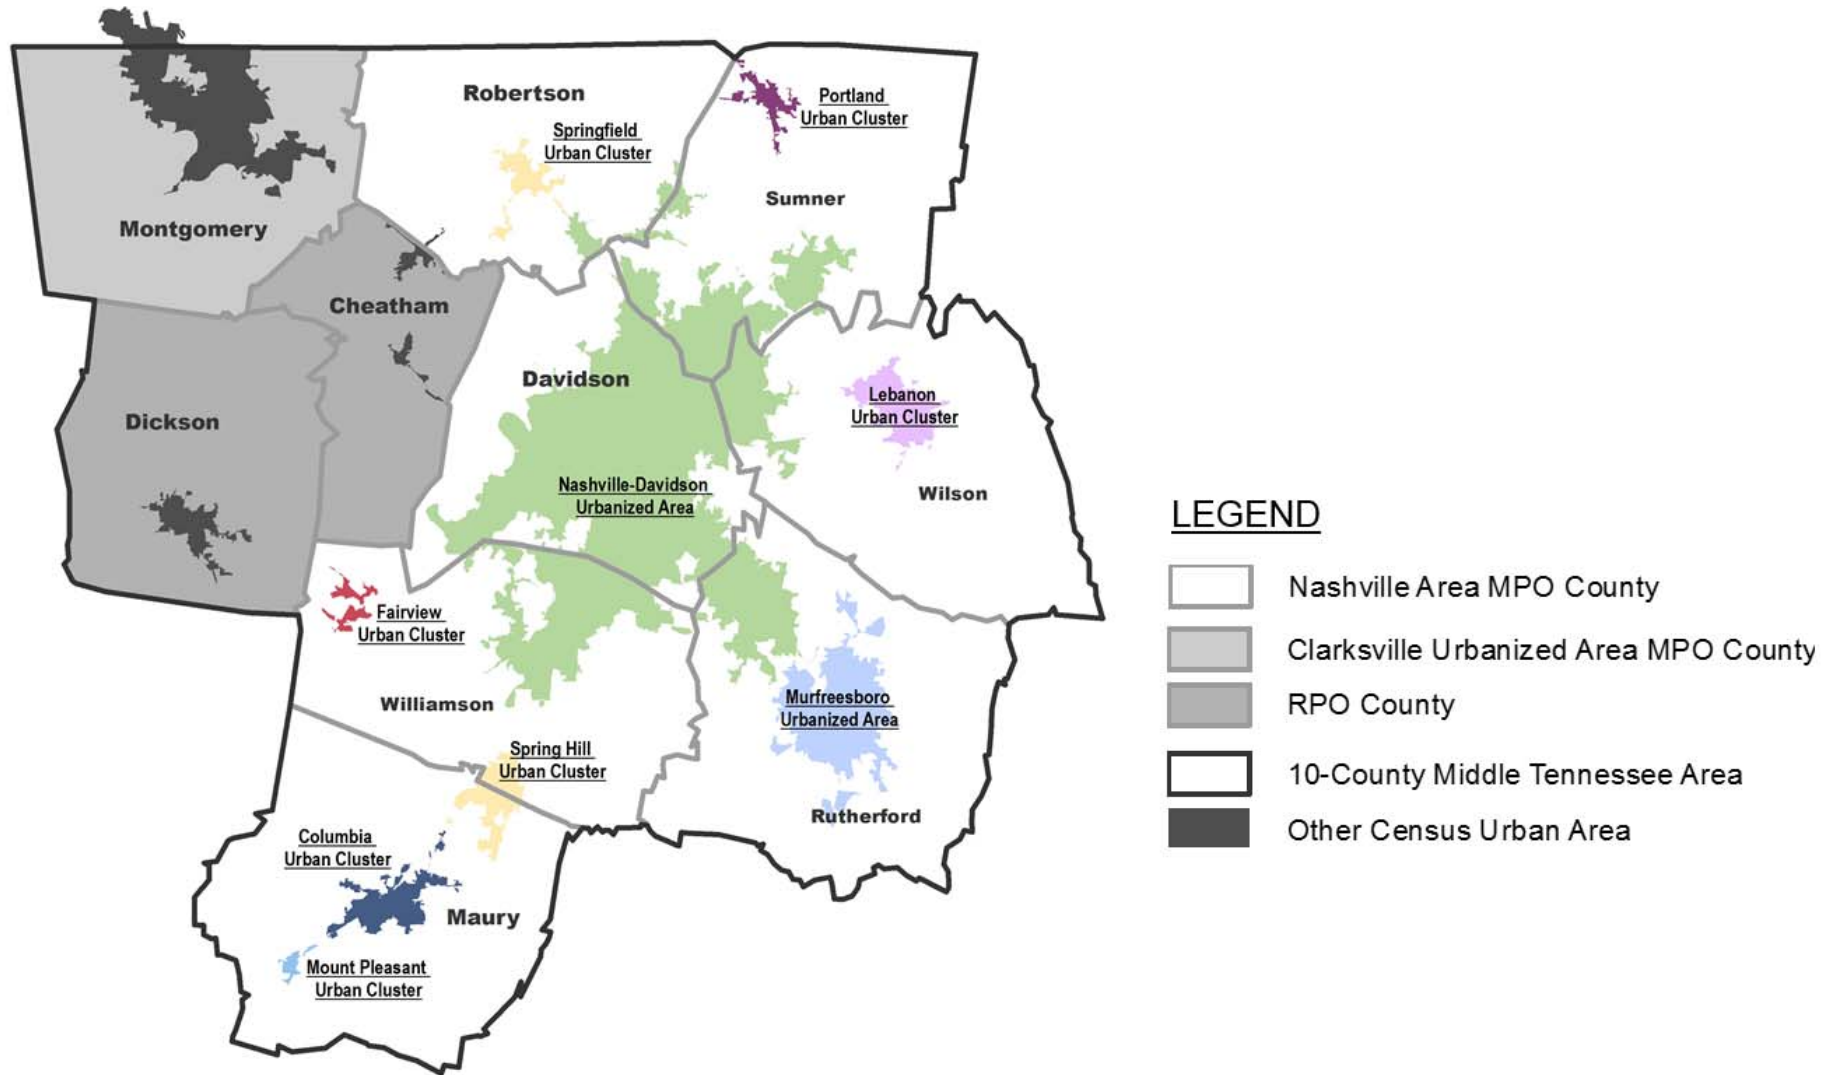 Robertson
Springfield
Urban Cluster
Portland
Urban Cluster
Sumner
Montgomery
Cheatham
Davidson
Dickson
Lebanon
Urban Cluster
Wilson
Nashville-Davidson
Urbanized Area
Fairview
Urban Cluster
Williamson
Murfreesboro
Urbanized Area
Spring Hill
Urban Cluster
Rutherford
Columbia
Urban Cluster
Maury
Mount Pleasant
Urban Cluster
LEGEND
Nashville Area MPO County
Clarksville Urbanized Area MPO County
RPO County
10-County Middle Tennessee Area
Other Census Urban Area